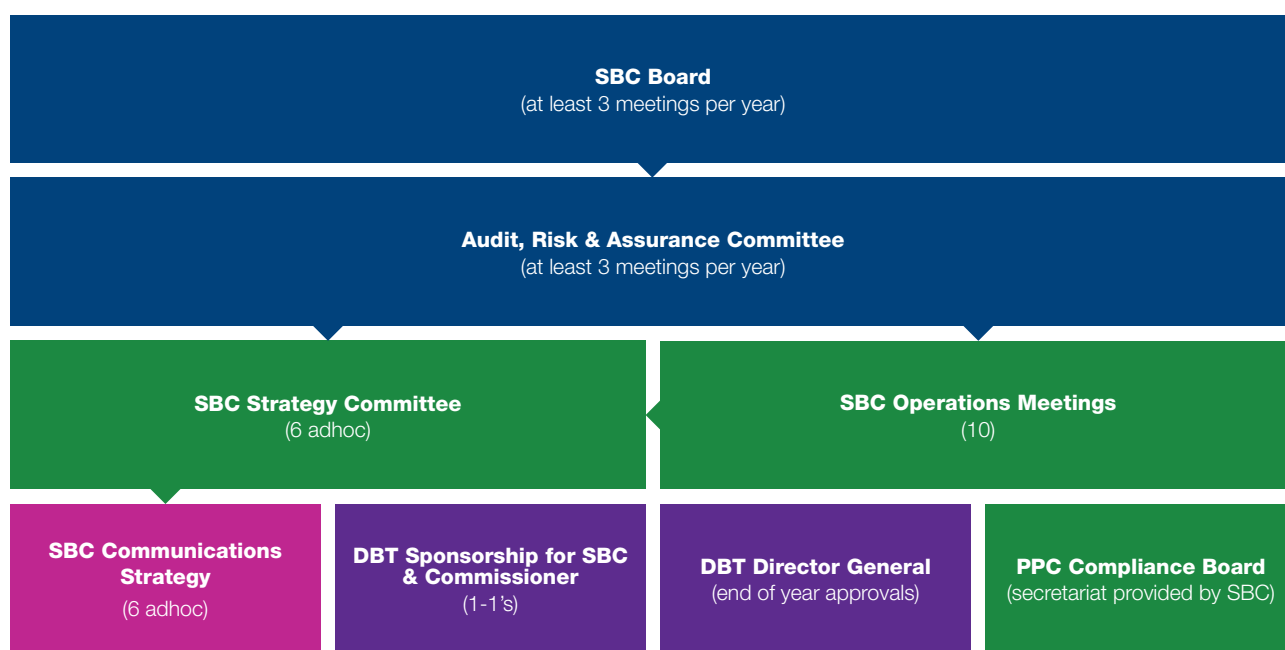 SBC Board
(at least 3 meetings per year)
Audit, Risk & Assurance Committee
(at least 3 meetings per year)
SBC Strategy Committee
(6 adhoc)
SBC Operations Meetings
(10)
SBC Communications
Strategy
(6 adhoc)
DBT Sponsorship for SBC
& Commissioner
(1-1's)
DBT Director General
(end of year approvals)
PPC Compliance Board
(secretariat provided by SBC)